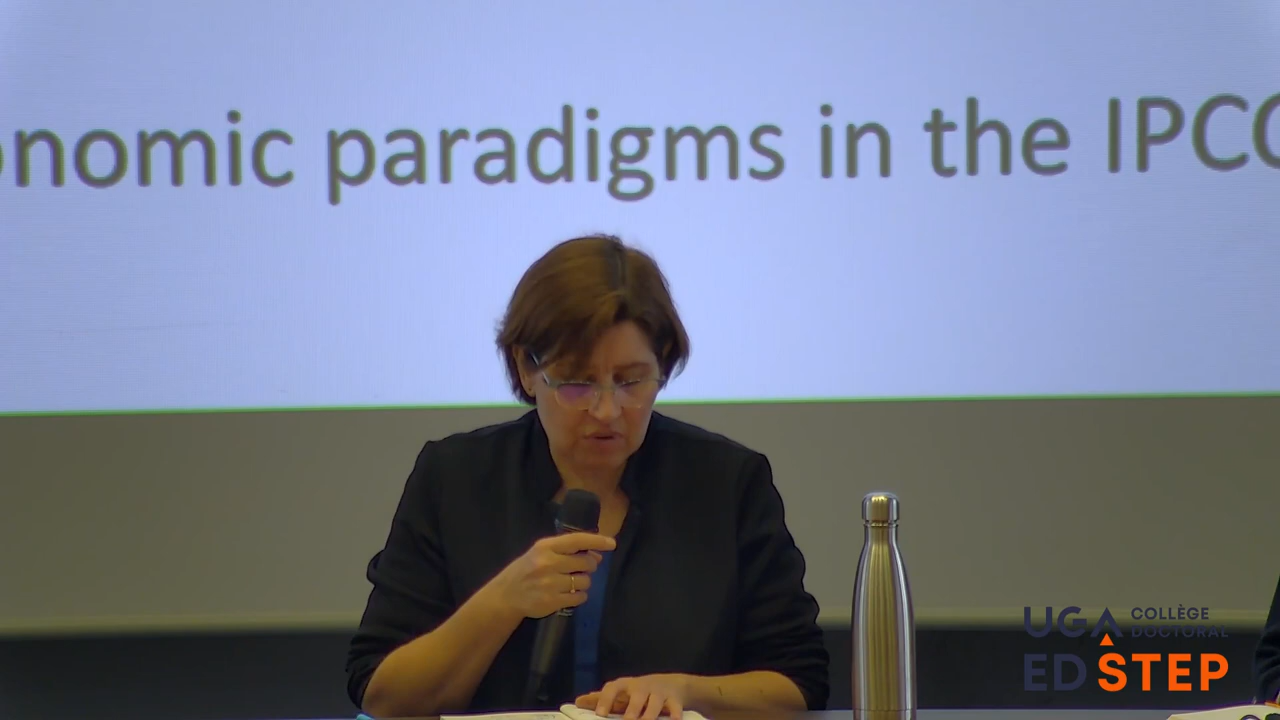 onomic paradigms in the IPCC
UGA COLLÈGE DOCTORAL
ED STEP